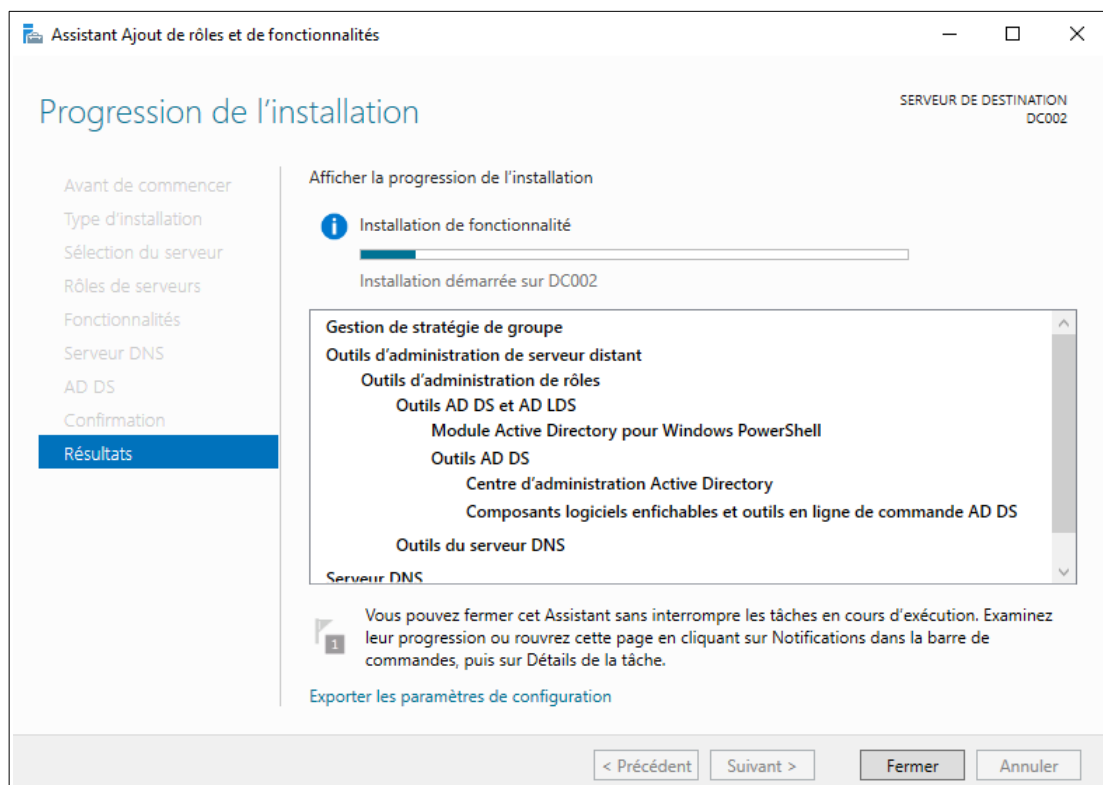 Assistant Ajout de rôles et de fonctionnalités
Progression de l'installation
SERVEUR DE DESTINATION
DC002
Avant de commencer
Type d'installation
Sélection du serveur
Rôles de serveurs
Fonctionnalités
Serveur DNS
AD DS
Confirmation
Résultats
Afficher la progression de l'installation
Installation de fonctionnalité
Installation démarrée sur DC002
Gestion de stratégie de groupe
Outils d'administration de serveur distant
Outils d'administration de rôles
Outils AD DS et AD LDS
Module Active Directory pour Windows PowerShell
Outils AD DS
Centre d'administration Active Directory
Composants logiciels enfichables et outils en ligne de commande AD DS
Outils du serveur DNS
Serveur DNS
1
Vous pouvez fermer cet Assistant sans interrompre les tâches en cours d'exécution. Examinez
leur progression ou rouvrez cette page en cliquant sur Notifications dans la barre de
commandes, puis sur Détails de la tâche.
Exporter les paramètres de configuration
< Précédent
Suivant >
Fermer
Annuler